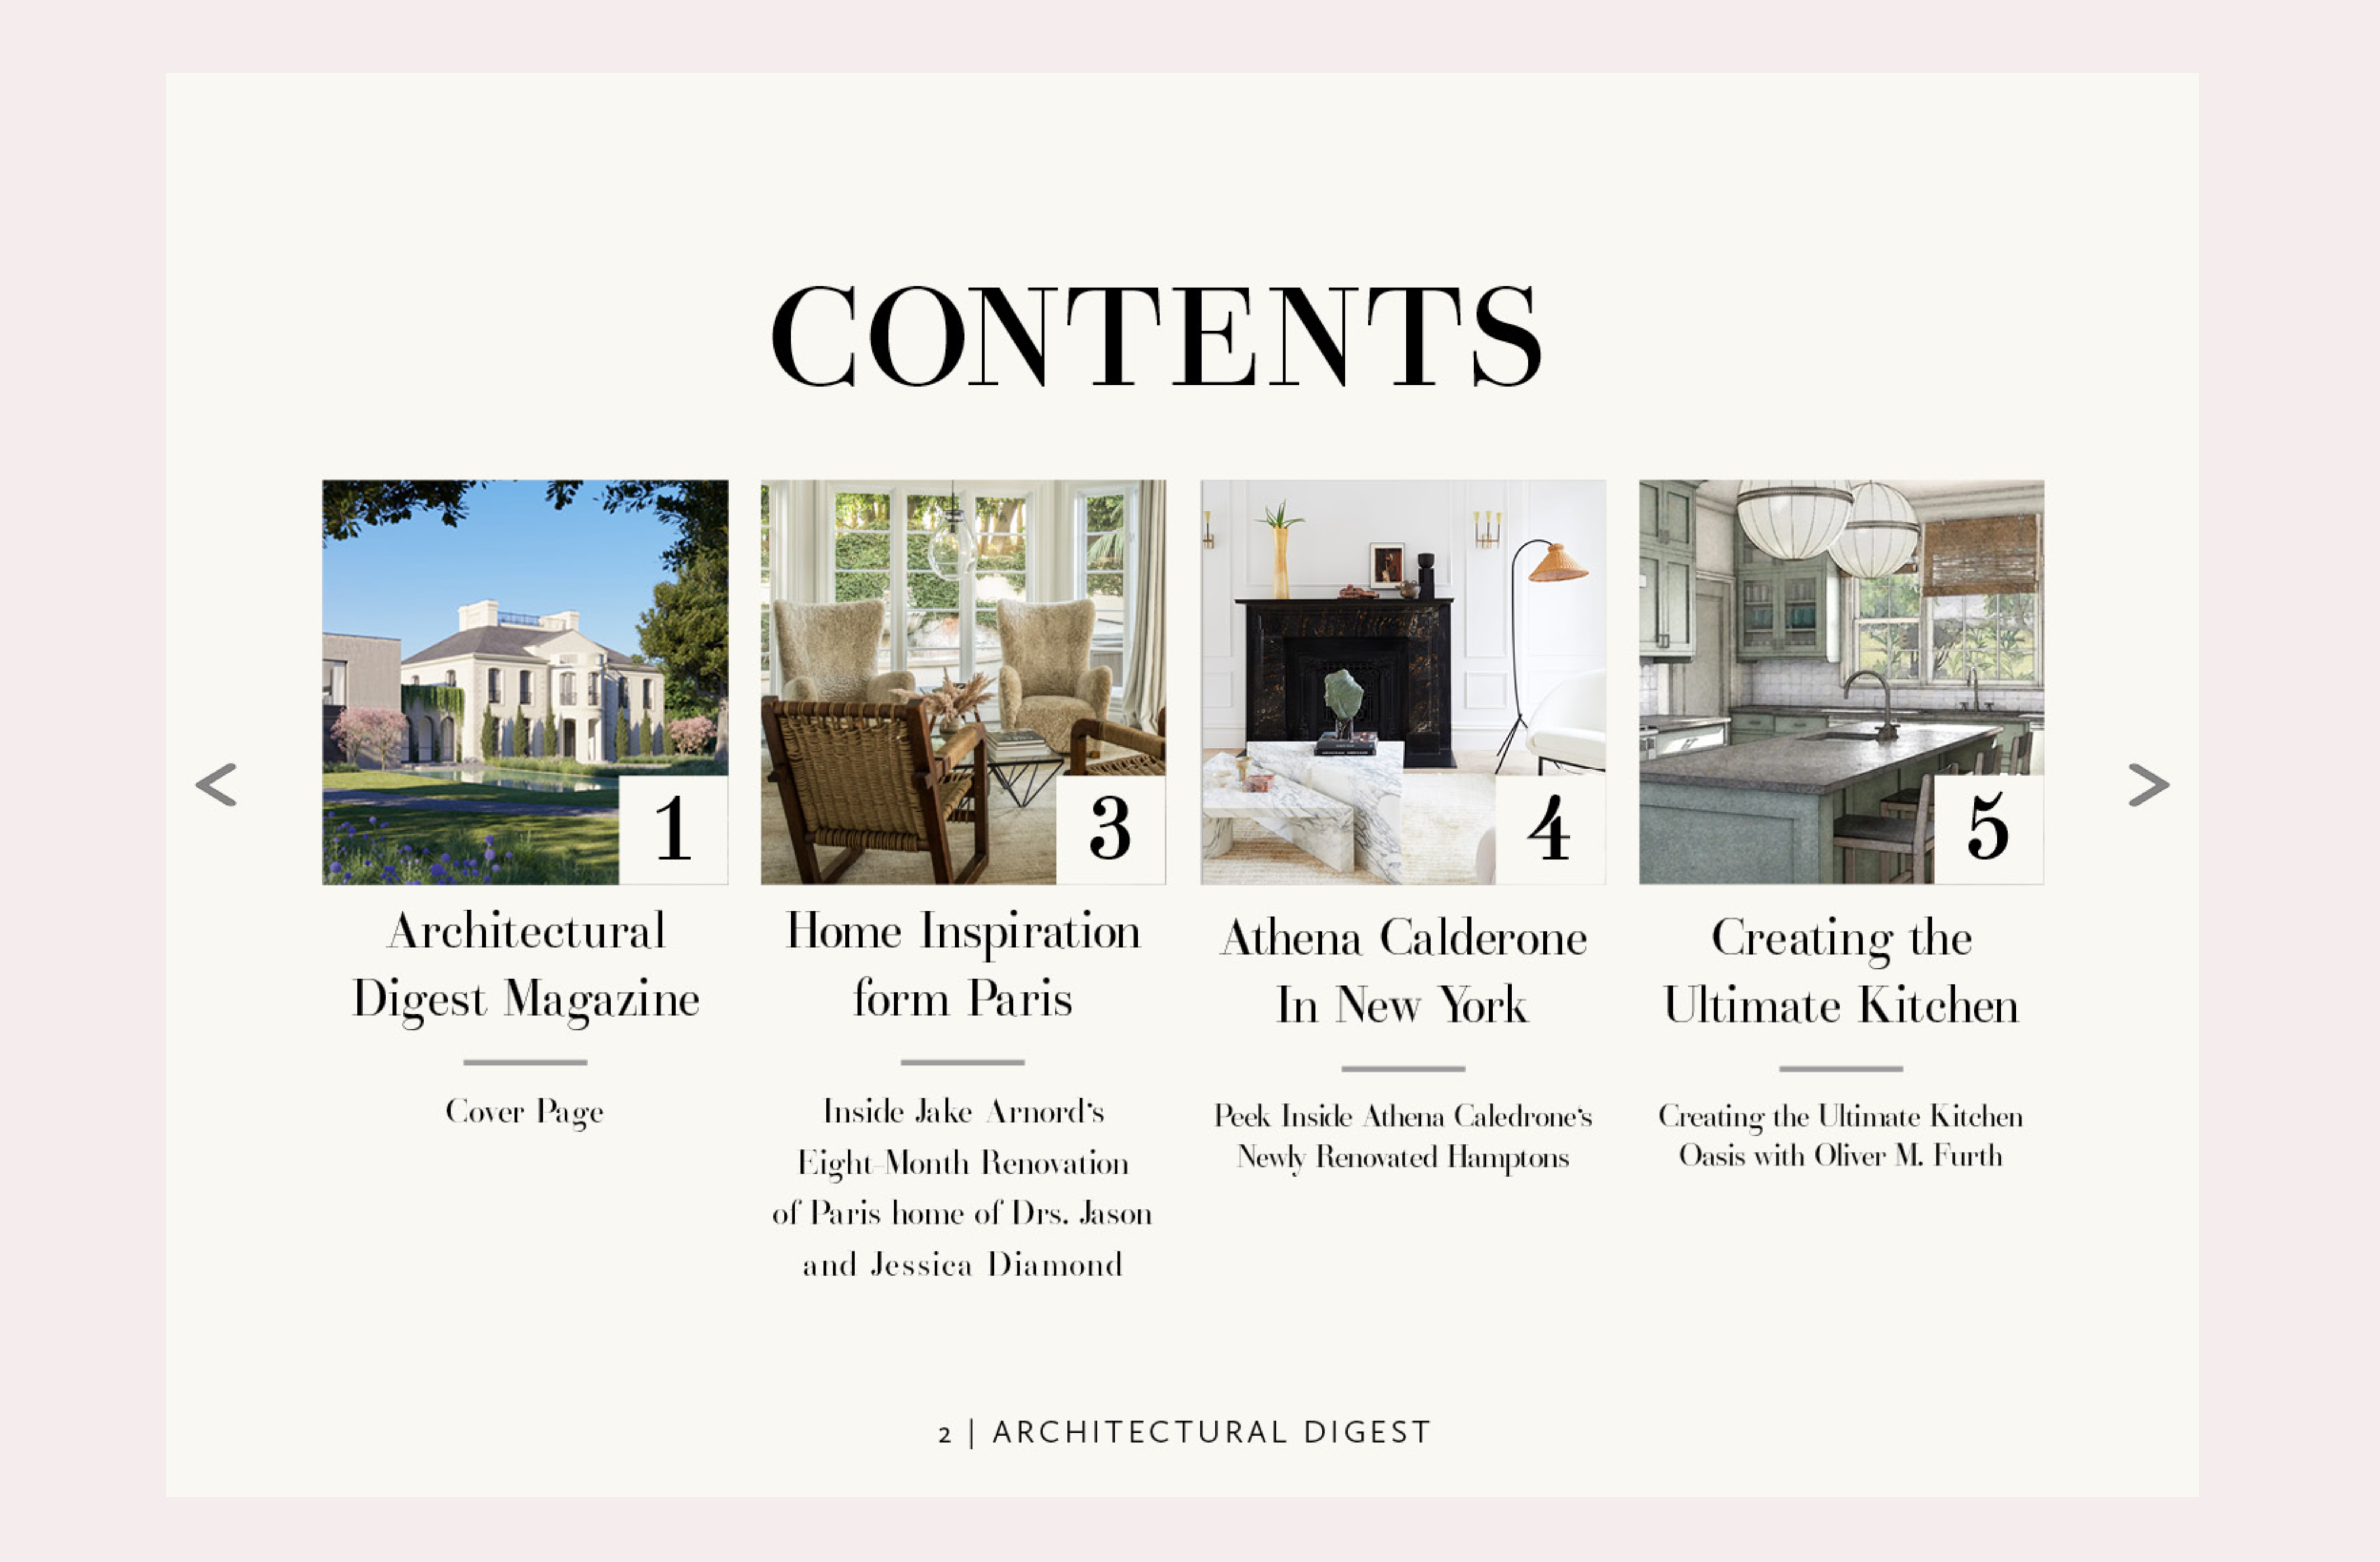 CONTENTS
<
1
3
4
5
>
Architectural
Digest Magazine
Cover Page
Home Inspiration
form Paris
Inside Jake Arnord's
Eight-Month Renovation
of Paris home of Drs. Jason
and Jessica Diamond
Athena Calderone
In New York
Peek Inside Athena Caledrone's
Newly Renovated Hamptons
Creating the
Ultimate Kitchen
Creating the Ultimate Kitchen
Oasis with Oliver M. Furth
2 | ARCHITECTURAL DIGEST